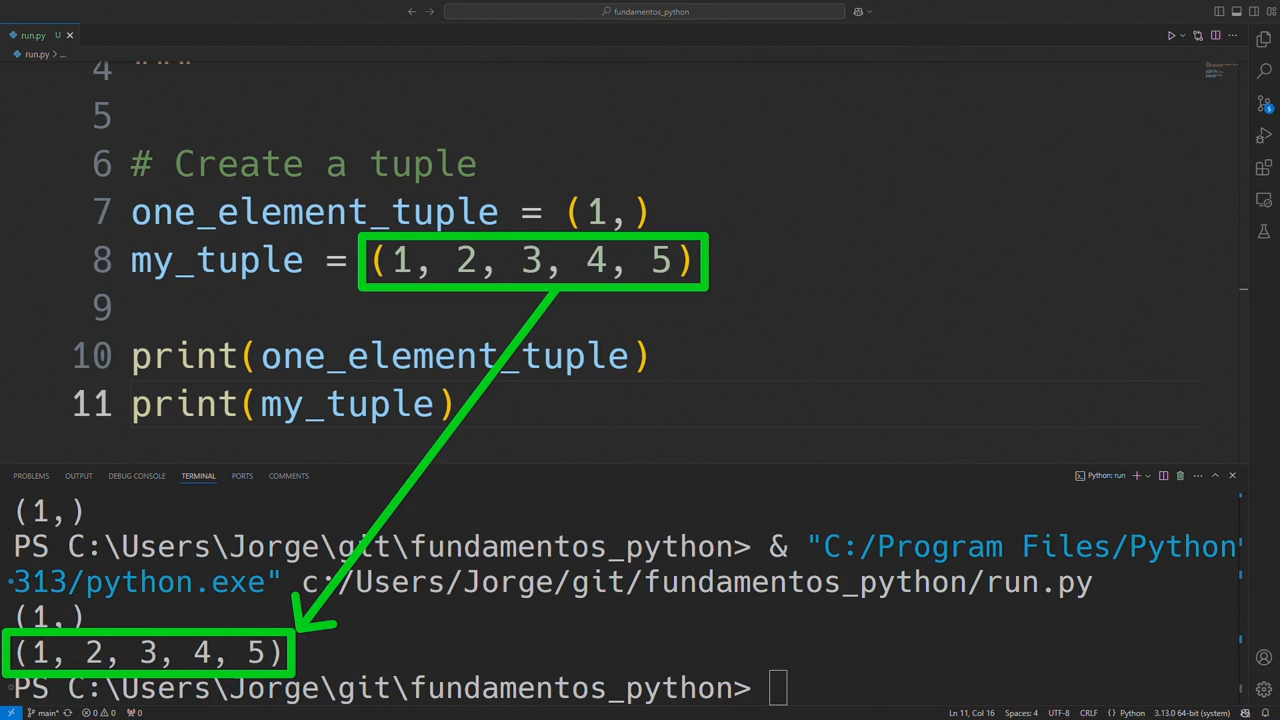 fundamentos_python
run.py U
run.py > ...
4 """
5
6 # Create a tuple
7 one_element_tuple = (1,)
8 my_tuple = (1, 2, 3, 4, 5)
9
10 print(one_element_tuple)
11 print(my_tuple)
PROBLEMS OUTPUT DEBUG CONSOLE TERMINAL PORTS COMMENTS
Python: run
(1,)
PS C:\Users\Jorge\git\fundamentos_python> & "C:/Program Files/Python
313/python.exe" c:/Users/Jorge/git/fundamentos_python/run.py
(1,)
(1, 2, 3, 4, 5)
PS C:\Users\Jorge\git\fundamentos_python>
main* 0 0 0 Ln 11, Col 16 Spaces: 4 UTF-8 CRLF {} Python 3.13.0 64-bit (system)